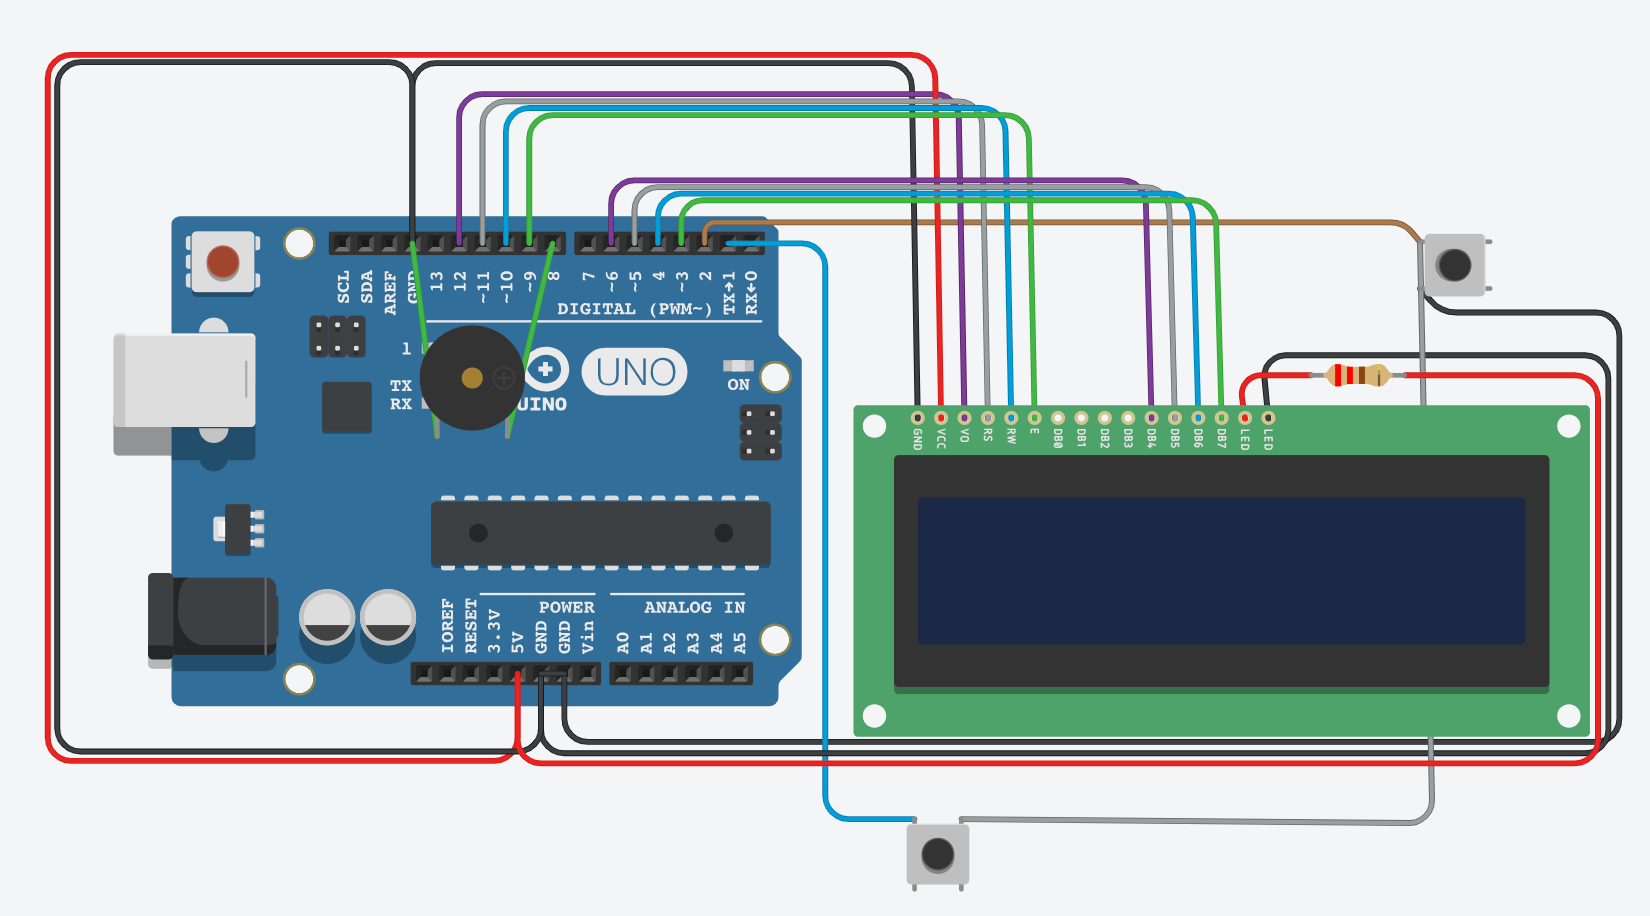 SCL
SDA
AREF
GND
13
12
~11
~10
~9
8
7
~6
~5
4
~3
2
TX→1
RX←0
DIGITAL (PWM~)
l
TX
RX
UINO
UNO
ON
IOREF
RESET
3.3V
5V
GND
GND
Vin
POWER
ANALOG IN
A0
A1
A2
A3
A4
A5
GND
VCC
VO
RS
RW
E
DB0
DB1
DB2
DB3
DB4
DB5
DB6
DB7
LED
LED